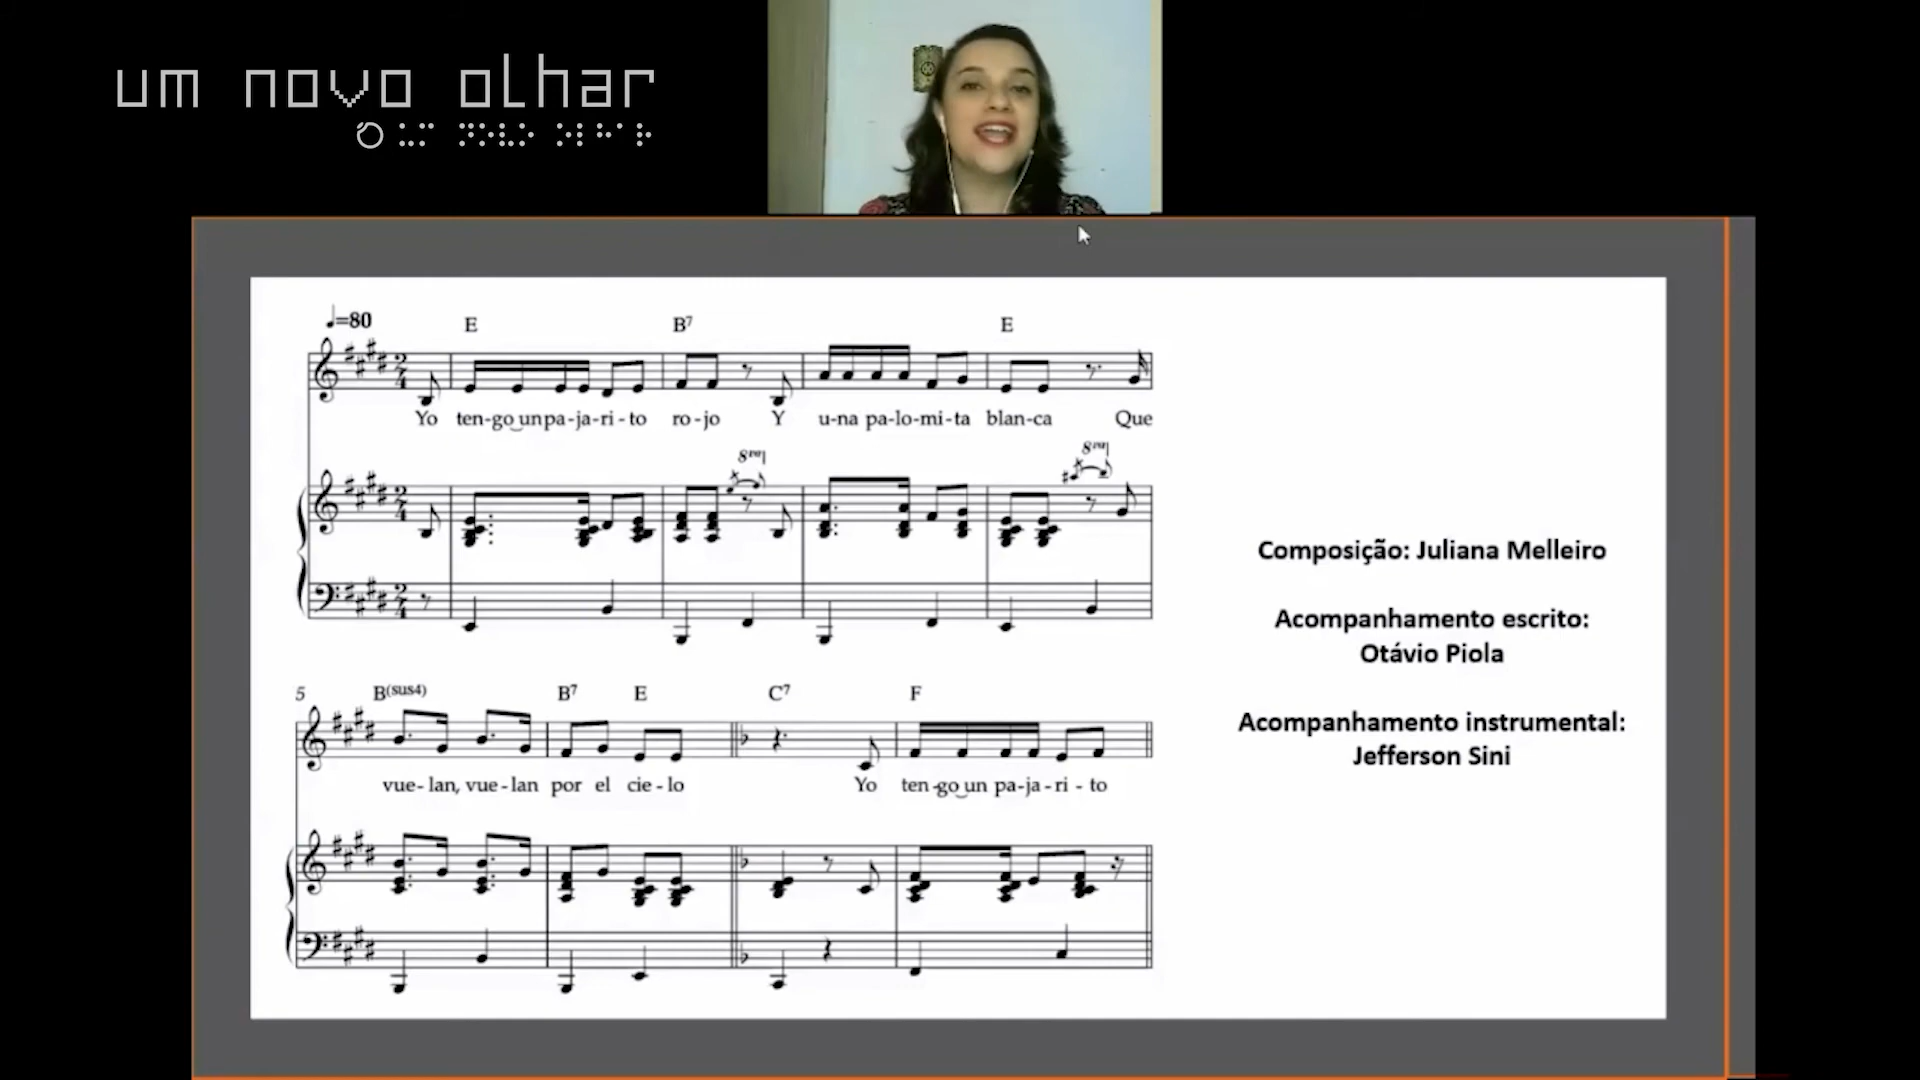 um novo olhar
⠥⠍ ⠝⠕⠧⠕ ⠕⠇⠓⠁⠗
♩=80
E B7 E
Yo ten-go un pa-ja-ri-to ro-jo Y u-na pa-lo-mi-ta blan-ca Que
8va
8va
5 B(sus4) B7 E C7 F
vue-lan, vue-lan por el cie-lo Yo ten-go un pa-ja-ri-to
Composição: Juliana Melleiro
Acompanhamento escrito:
Otávio Piola
Acompanhamento instrumental:
Jefferson Sini